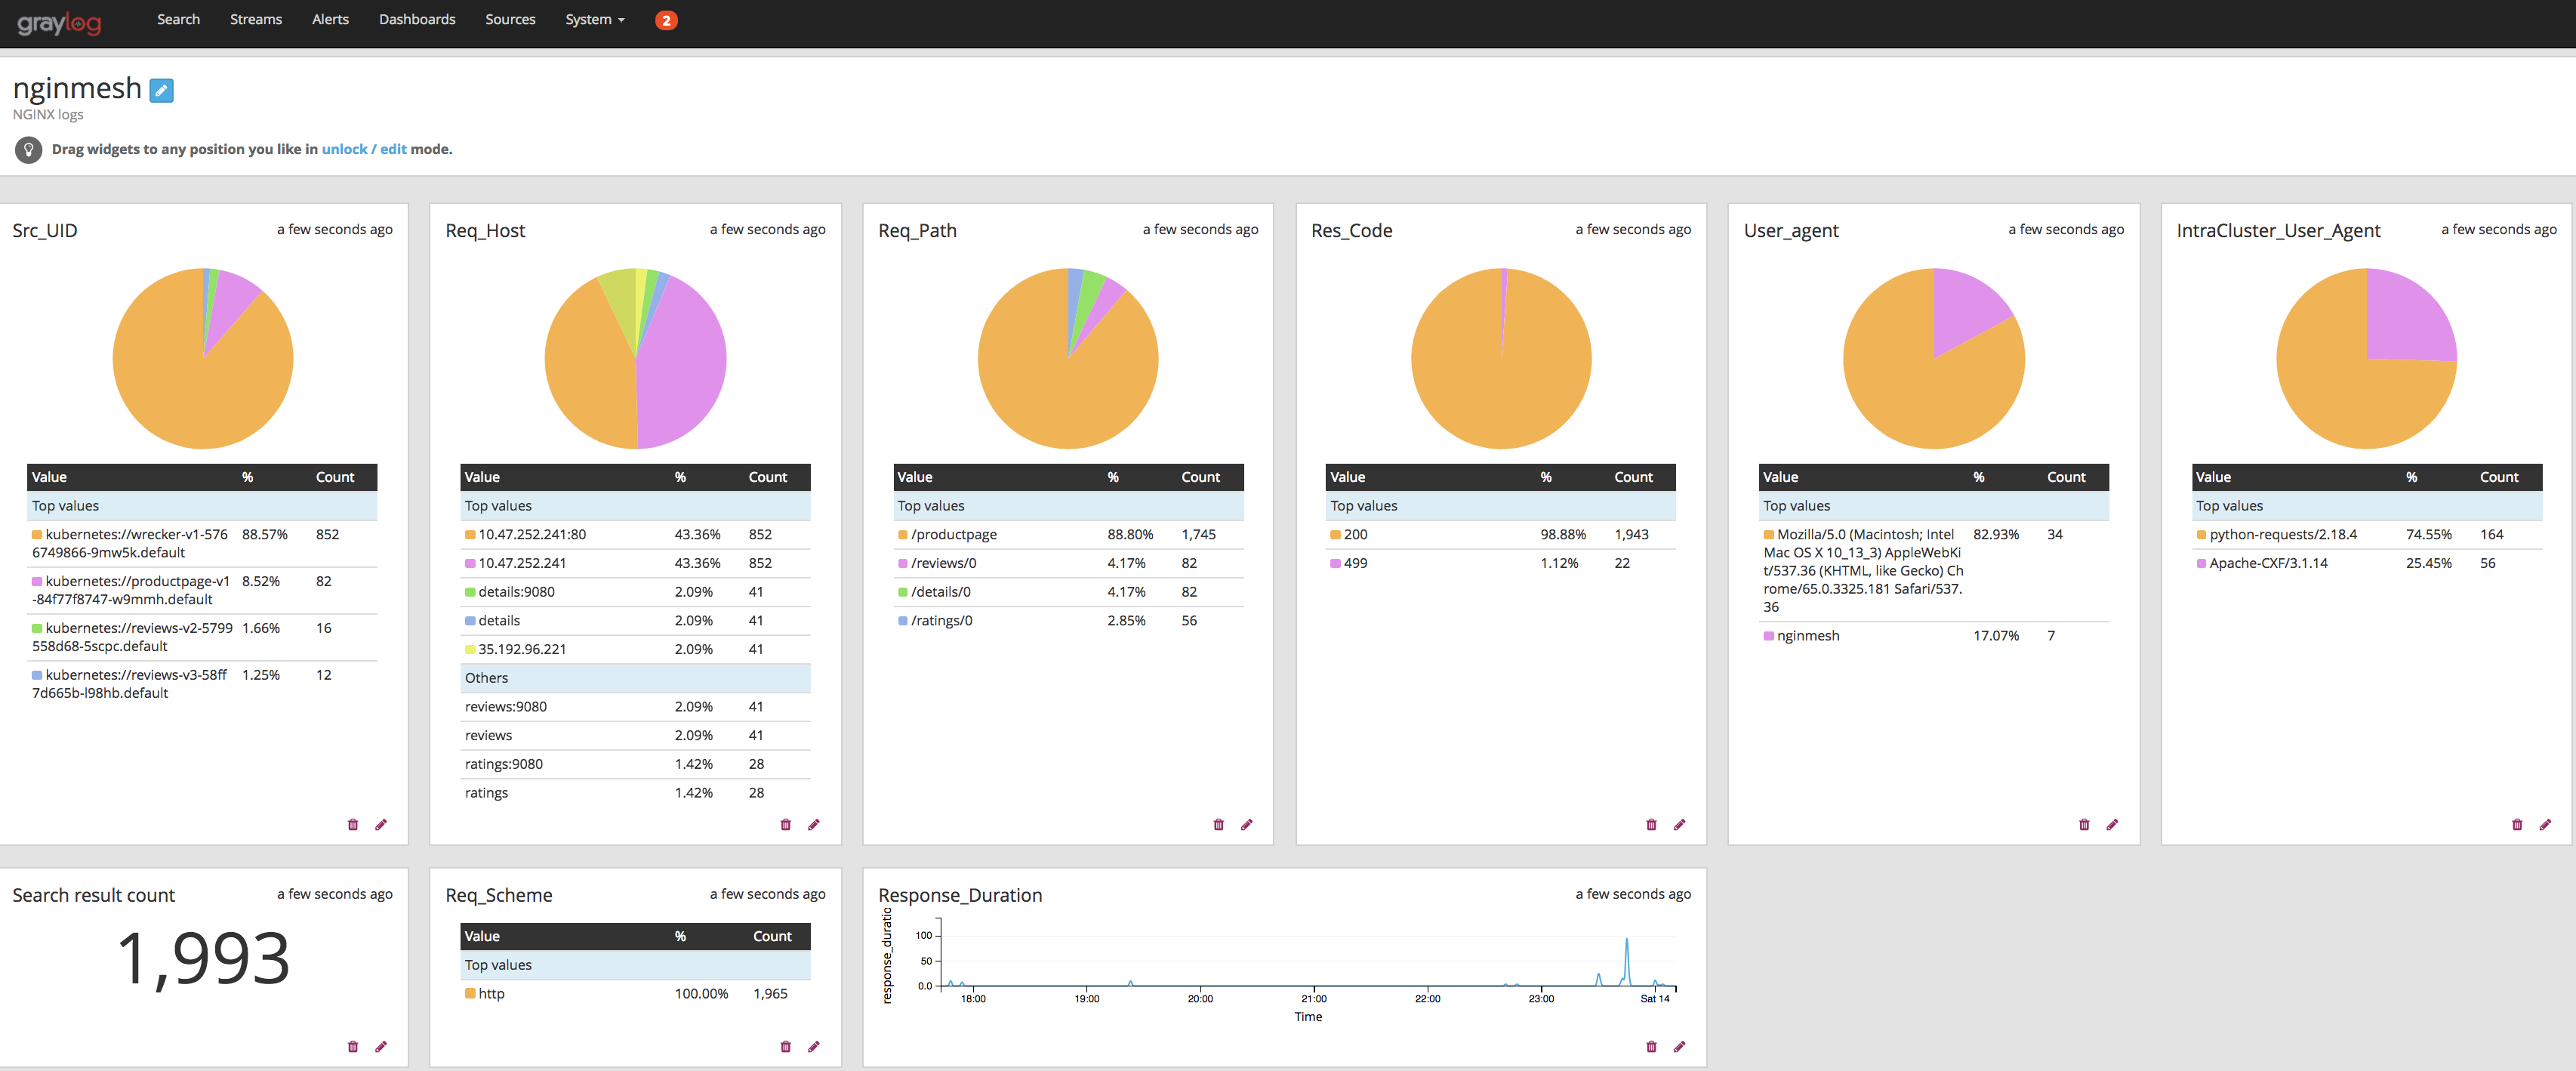 graylog
Search Streams Alerts Dashboards Sources System 2
nginmesh
NGINX logs
Drag widgets to any position you like in unlock / edit mode.
Src_UID a few seconds ago
Value % Count
Top values
kubernetes://wrecker-v1-576 88.57% 852
6749866-9mw5k.default
kubernetes://productpage-v1 8.52% 82
-84f77f8747-w9mmh.default
kubernetes://reviews-v2-5799 1.66% 16
558d68-5scpc.default
kubernetes://reviews-v3-58ff 1.25% 12
7d665b-l98hb.default
Req_Host a few seconds ago
Value % Count
Top values
10.47.252.241:80 43.36% 852
10.47.252.241 43.36% 852
details:9080 2.09% 41
details 2.09% 41
35.192.96.221 2.09% 41
Others
reviews:9080 2.09% 41
reviews 2.09% 41
ratings:9080 1.42% 28
ratings 1.42% 28
Req_Path a few seconds ago
Value % Count
Top values
/productpage 88.80% 1,745
/reviews/0 4.17% 82
/details/0 4.17% 82
/ratings/0 2.85% 56
Res_Code a few seconds ago
Value % Count
Top values
200 98.88% 1,943
499 1.12% 22
User_agent a few seconds ago
Value % Count
Top values
Mozilla/5.0 (Macintosh; Intel 82.93% 34
Mac OS X 10_13_3) AppleWebKi
t/537.36 (KHTML, like Gecko) Ch
rome/65.0.3325.181 Safari/537.
36
nginmesh 17.07% 7
IntraCluster_User_Agent a few seconds ago
Value % Count
Top values
python-requests/2.18.4 74.55% 164
Apache-CXF/3.1.14 25.45% 56
Search result count a few seconds ago
1,993
Req_Scheme a few seconds ago
Value % Count
Top values
http 100.00% 1,965
Response_Duration a few seconds ago
response_duratic
100
50
0.0
18:00 19:00 20:00 21:00 22:00 23:00 Sat 14
Time